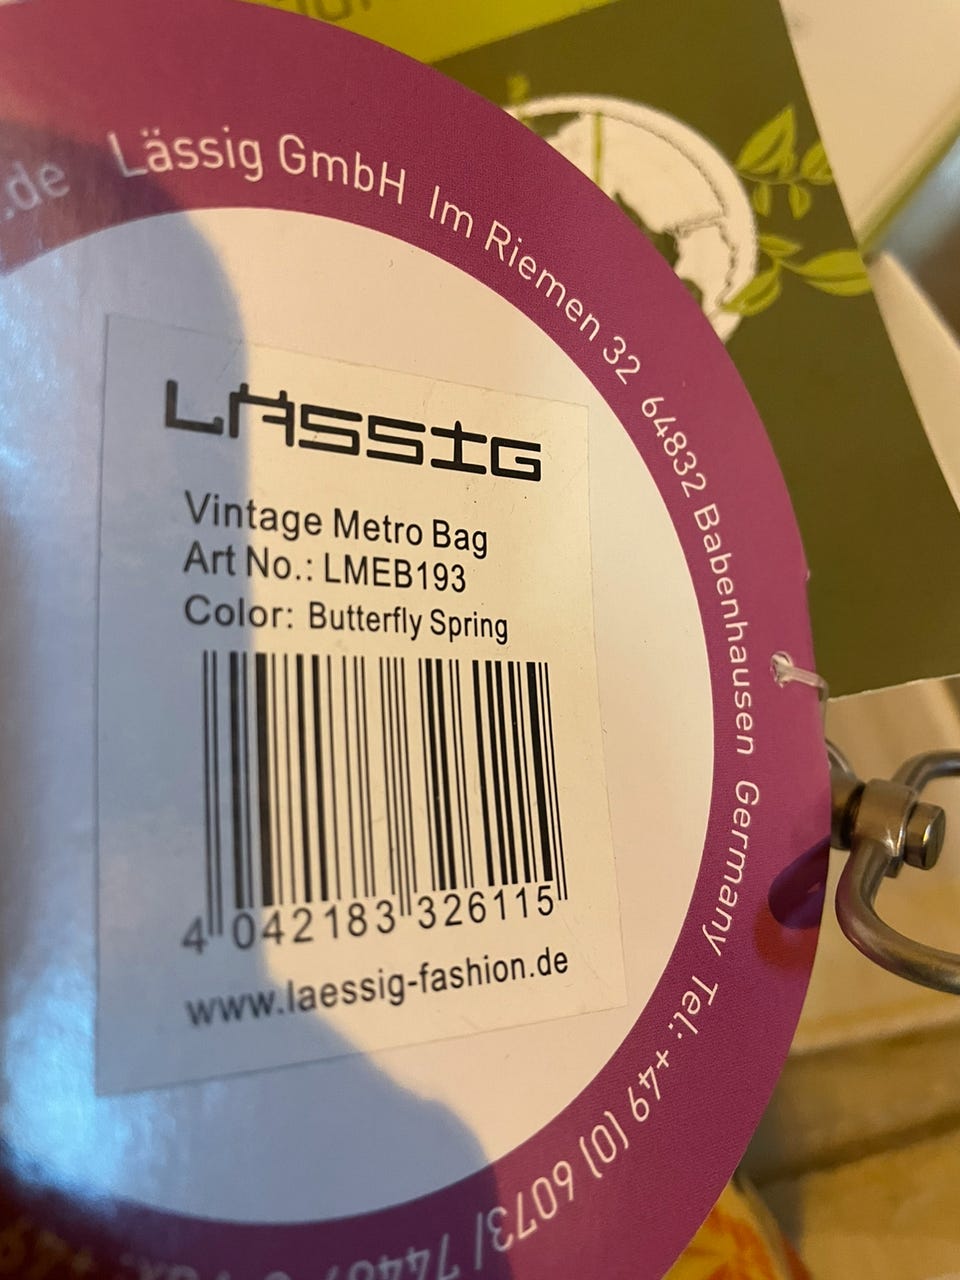 .de Lässig GmbH Im Riemen 32 64832 Babenhausen Germany Tel.: +49 (0) 6073/
LÄSSIG
Vintage Metro Bag
Art No.: LMEB193
Color: Butterfly Spring
4 042183 326115
www.laessig-fashion.de